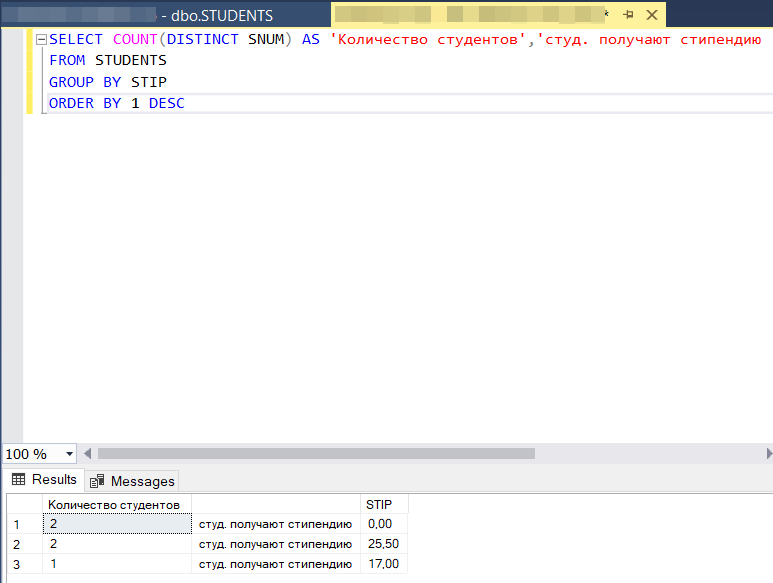 - dbo.STUDENTS *
SELECT COUNT(DISTINCT SNUM) AS 'Количество студентов','студ. получают стипендию
FROM STUDENTS
GROUP BY STIP
ORDER BY 1 DESC
100 %
Results Messages
Количество студентов STIP
1 2 студ. получают стипендию 0,00
2 2 студ. получают стипендию 25,50
3 1 студ. получают стипендию 17,00